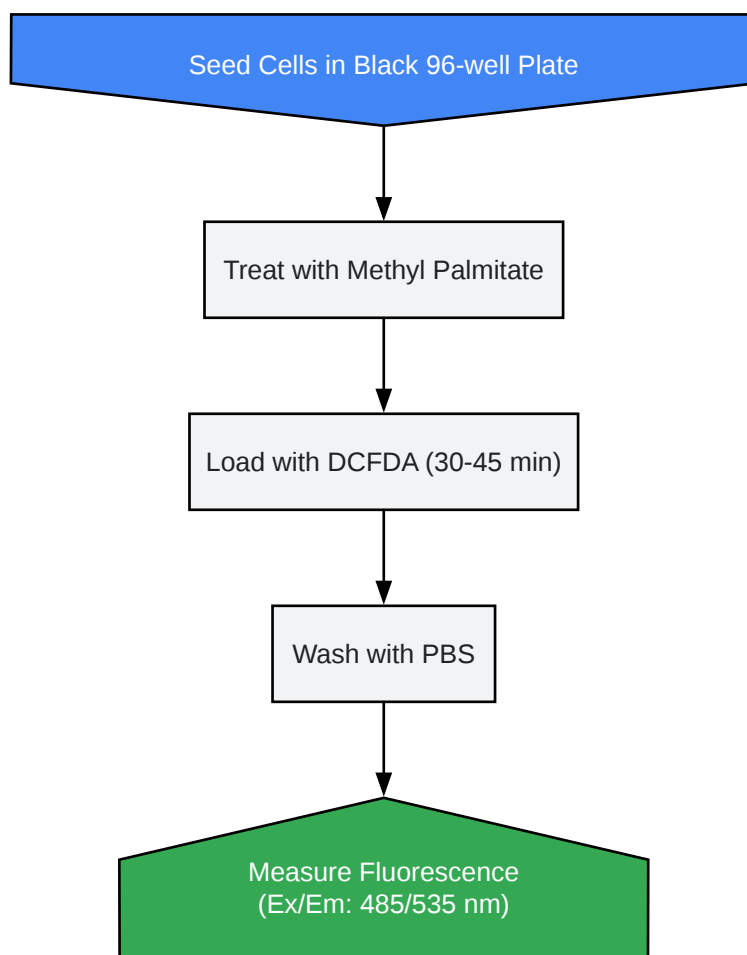 Seed Cells in Black 96-well Plate
Treat with Methyl Palmitate
Load with DCFDA (30-45 min)
Wash with PBS
Measure Fluorescence
(Ex/Em: 485/535 nm)